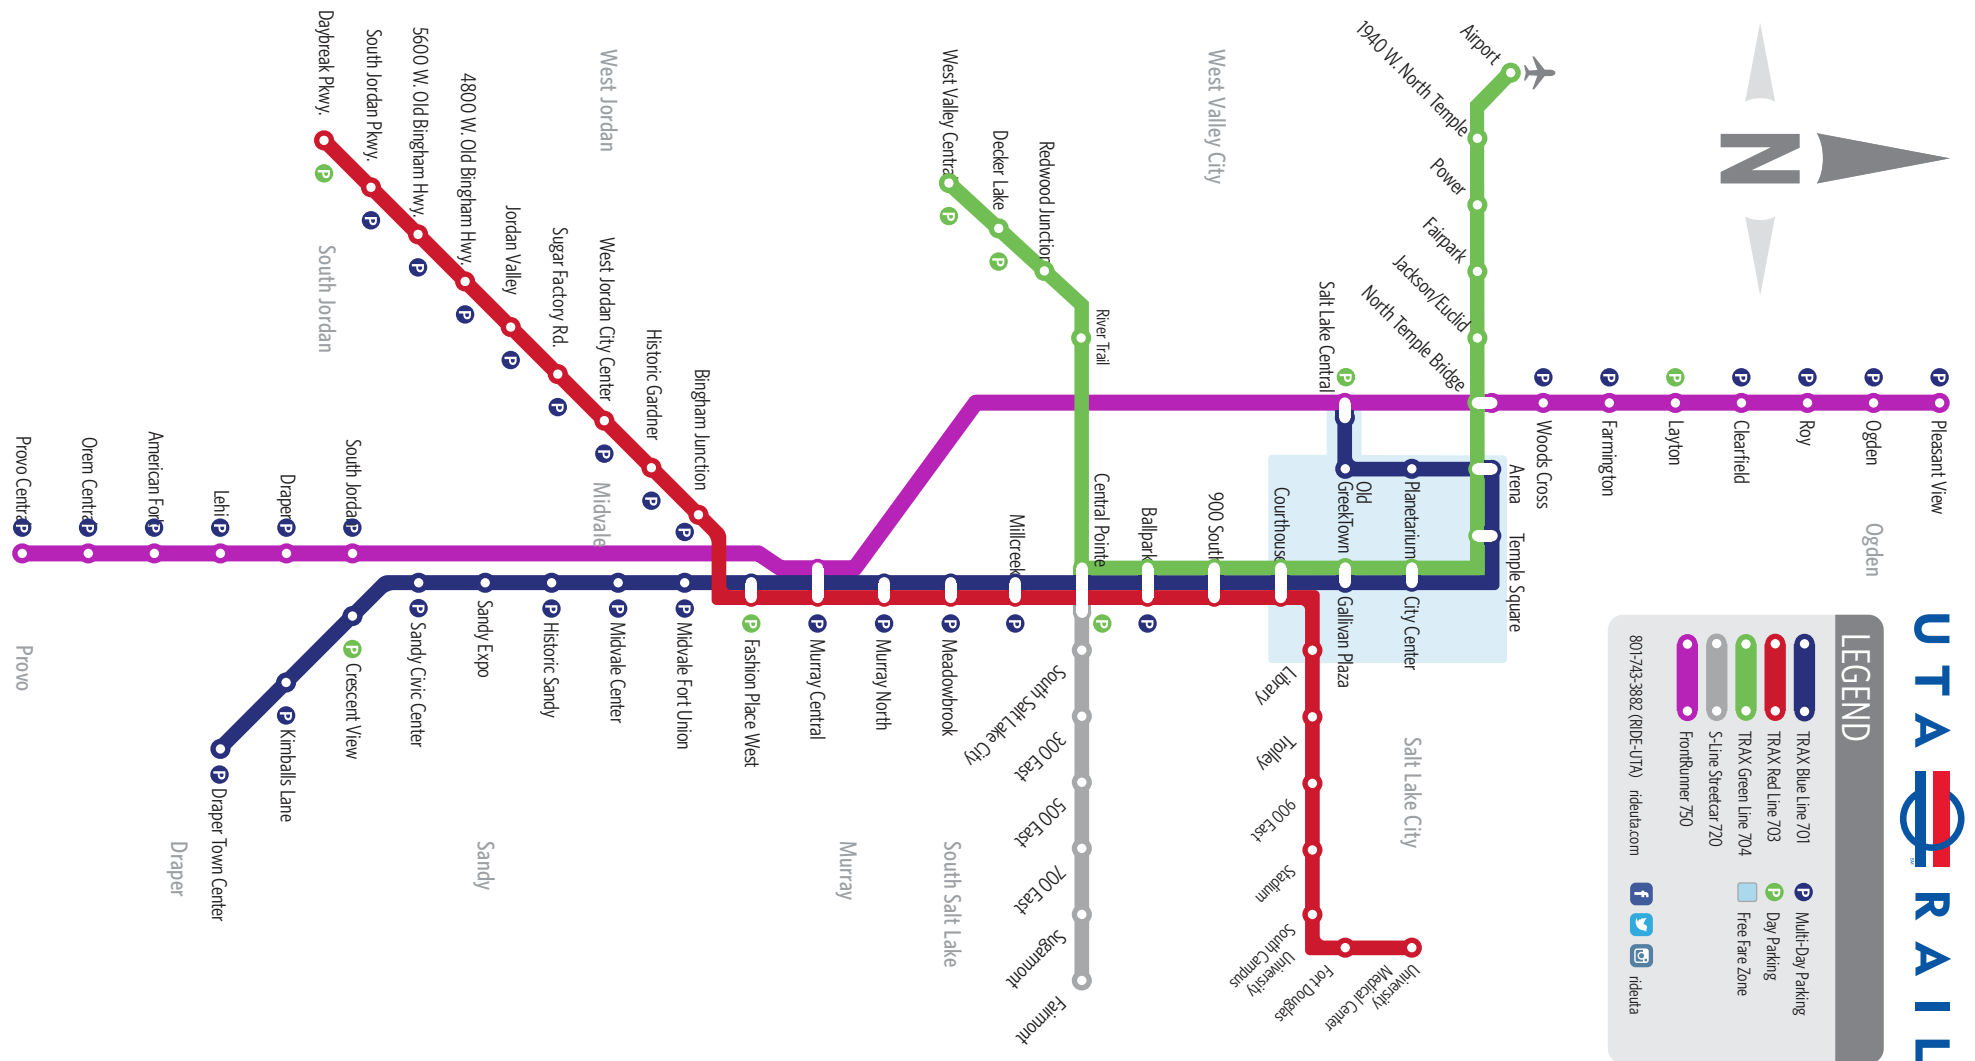 UTA RAIL
SM
LEGEND
TRAX Blue Line 701
TRAX Red Line 703
TRAX Green Line 704
S-Line Streetcar 720
FrontRunner 750
P Multi-Day Parking
P Day Parking
Free Fare Zone
801-743-3882 (RIDE-UTA) rideuta.com
rideuta
N
Pleasant View
Ogden
Roy
Clearfield
Layton
Farmington
Woods Cross
Ogden
Airport
1940 W. North Temple
Power
Fairpark
Jackson/Euclid
North Temple Bridge
Arena
Temple Square
Salt Lake Central
Old
GreekTown
Planetarium
City Center
Gallivan Plaza
Courthouse
900 South
Ballpark
Central Pointe
Library
Trolley
900 East
Stadium
University
South Campus
Fort Douglas
University
Medical Center
Salt Lake City
West Valley City
West Valley Central
Decker Lake
Redwood Junction
River Trail
South Salt Lake City
300 East
500 East
700 East
Sugarmont
Fairmont
South Salt Lake
Millcreek
Meadowbrook
Murray North
Murray Central
Fashion Place West
Murray
West Jordan
Daybreak Pkwy.
South Jordan Pkwy.
5600 W. Old Bingham Hwy.
4800 W. Old Bingham Hwy.
Jordan Valley
Sugar Factory Rd.
West Jordan City Center
Historic Gardner
Bingham Junction
South Jordan
Midvale
Midvale Fort Union
Midvale Center
Historic Sandy
Sandy Expo
Sandy Civic Center
Crescent View
Kimballs Lane
Draper Town Center
Sandy
Draper
South Jordan
Draper
Lehi
American Fork
Orem Central
Provo Central
Provo